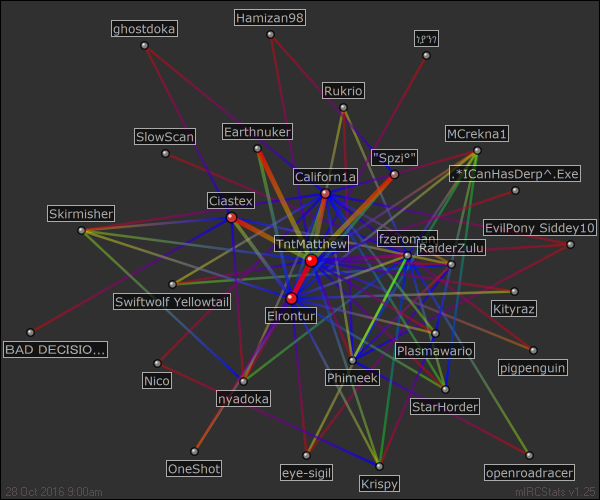 Hamizan98
ghostdoka
Rukrio
SlowScan
Earthnuker
MCrekna1
"Spzi°"
Californ1a
.*ICanHasDerp^.Exe
Ciastex
Skirmisher
EvilPony Siddey10
TntMatthew
fzeroman
RaiderZulu
Swiftwolf Yellowtail
Elrontur
Kityraz
BAD DECISIO...
Plasmawario
pigpenguin
Nico
nyadoka
Phimeek
StarHorder
OneShot
eye-sigil
Krispy
openroadracer
28 Oct 2016 9:00am
mIRCStats v1.25